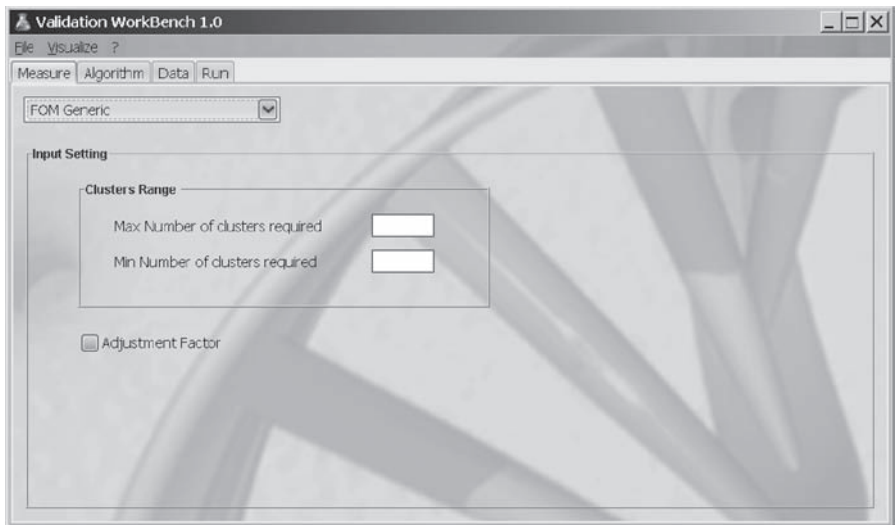 Validation WorkBench 1.0
File Visualize ?
Measure Algorithm Data Run
FOM Generic
Input Setting
Clusters Range
Max Number of clusters required
Min Number of clusters required
Adjustment Factor